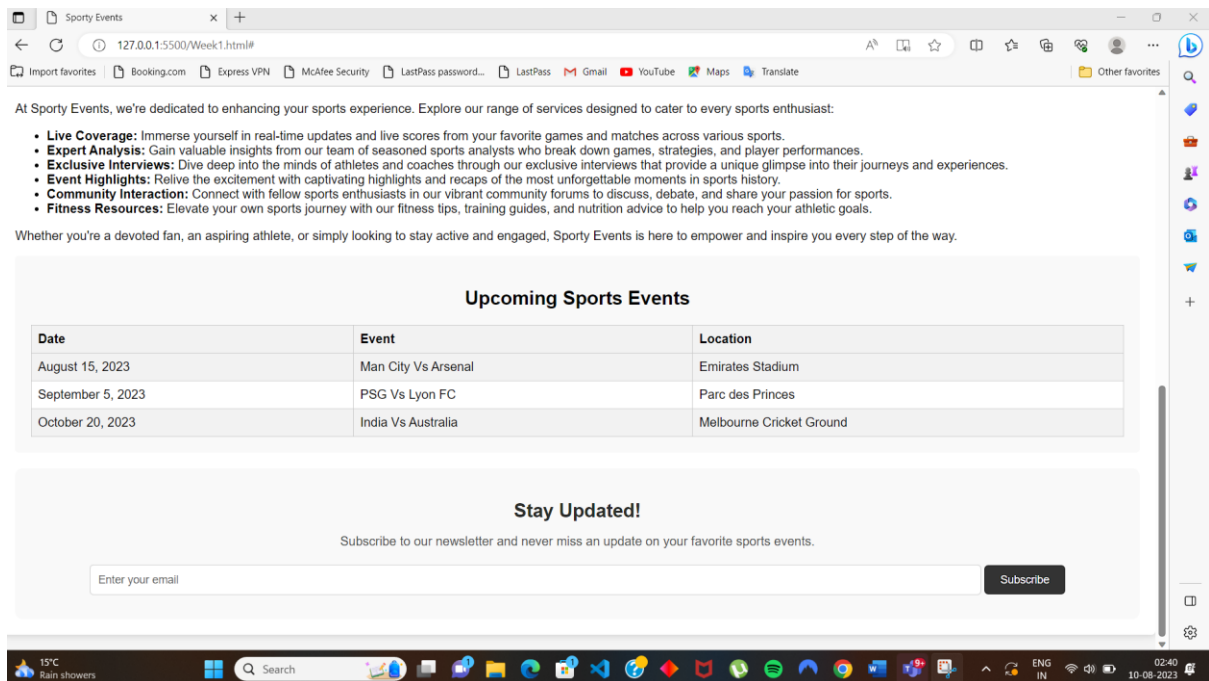 Sporty Events
127.0.0.1:5500/Week1.html#
Import favorites Booking.com Express VPN McAfee Security LastPass password... LastPass Gmail YouTube Maps Translate Other favorites
At Sporty Events, we're dedicated to enhancing your sports experience. Explore our range of services designed to cater to every sports enthusiast:
• Live Coverage: Immerse yourself in real-time updates and live scores from your favorite games and matches across various sports.
• Expert Analysis: Gain valuable insights from our team of seasoned sports analysts who break down games, strategies, and player performances.
• Exclusive Interviews: Dive deep into the minds of athletes and coaches through our exclusive interviews that provide a unique glimpse into their journeys and experiences.
• Event Highlights: Relive the excitement with captivating highlights and recaps of the most unforgettable moments in sports history.
• Community Interaction: Connect with fellow sports enthusiasts in our vibrant community forums to discuss, debate, and share your passion for sports.
• Fitness Resources: Elevate your own sports journey with our fitness tips, training guides, and nutrition advice to help you reach your athletic goals.
Whether you're a devoted fan, an aspiring athlete, or simply looking to stay active and engaged, Sporty Events is here to empower and inspire you every step of the way.
Upcoming Sports Events
Date Event Location
August 15, 2023 Man City Vs Arsenal Emirates Stadium
September 5, 2023 PSG Vs Lyon FC Parc des Princes
October 20, 2023 India Vs Australia Melbourne Cricket Ground
Stay Updated!
Subscribe to our newsletter and never miss an update on your favorite sports events.
Enter your email Subscribe
15°C
Rain showers
Search
9+
ENG
IN
02:40
10-08-2023